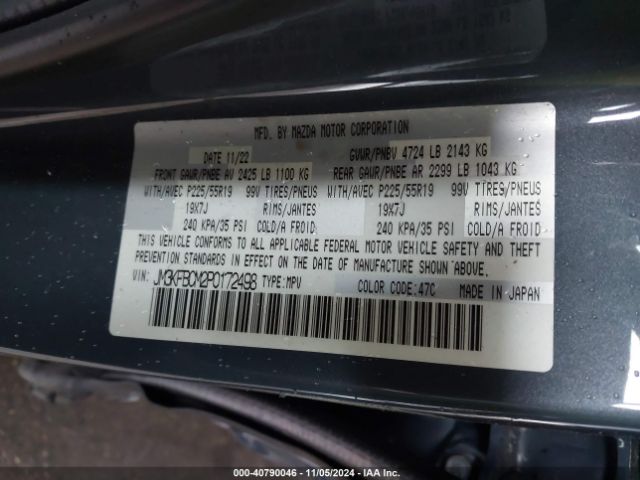 MFD. BY MAZDA MOTOR CORPORATION
DATE 11/22 GVWR/PNBV 4724 LB 2143 KG
FRONT GAWR/PNBE AV 2425 LB 1100 KG REAR GAWR/PNBE AR 2299 LB 1043 KG
WITH/AVEC P225/55R19 99V TIRES/PNEUS WITH/AVEC P225/55R19 99V TIRES/PNEUS
19X7J RIMS/JANTES 19X7J RIMS/JANTES
240 KPA/35 PSI COLD/A FROID 240 KPA/35 PSI COLD/A FROID
THIS VEHICLE CONFORMS TO ALL APPLICABLE FEDERAL MOTOR VEHICLE SAFETY AND THEFT
PREVENTION STANDARDS IN EFFECT ON THE DATE OF MANUFACTURE SHOWN ABOVE.
VIN: JM3KFBCM2P0172498 TYPE: MPV COLOR CODE: 47C MADE IN JAPAN
000-40790046 — 11/05/2024 — IAA Inc.